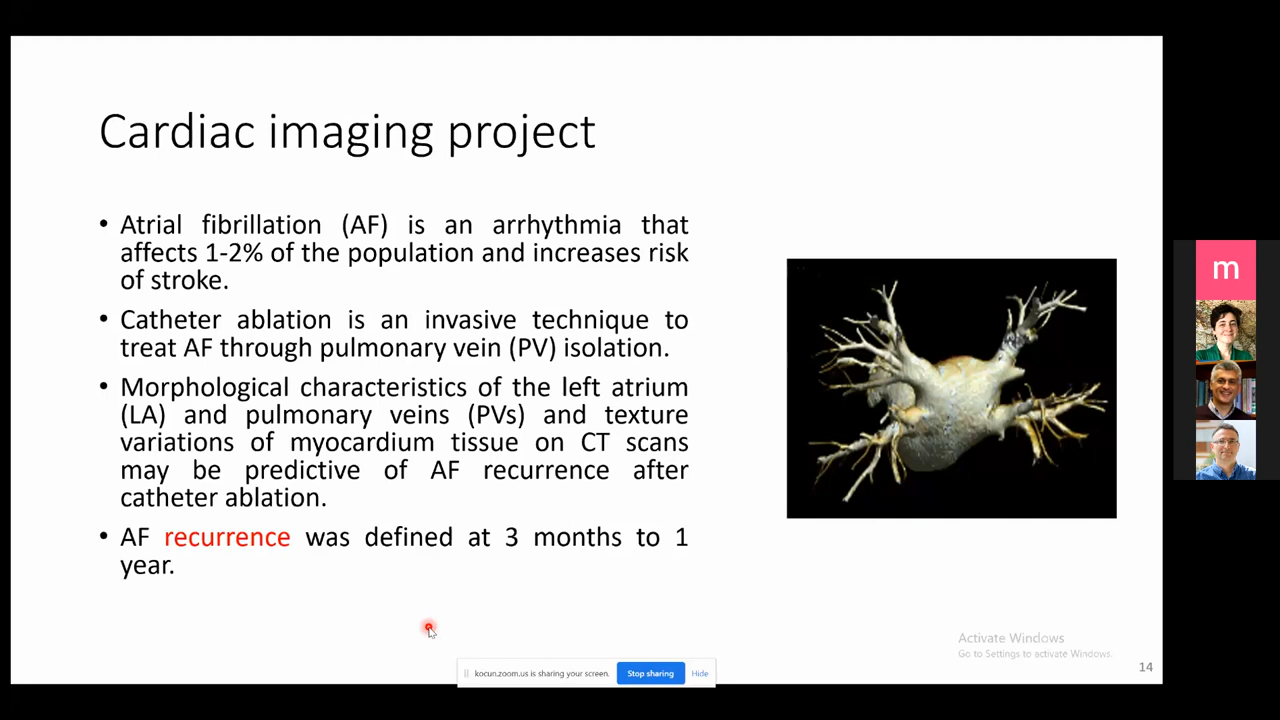 Cardiac imaging project
• Atrial fibrillation (AF) is an arrhythmia that
affects 1-2% of the population and increases risk
of stroke.
• Catheter ablation is an invasive technique to
treat AF through pulmonary vein (PV) isolation.
• Morphological characteristics of the left atrium
(LA) and pulmonary veins (PVs) and texture
variations of myocardium tissue on CT scans
may be predictive of AF recurrence after
catheter ablation.
• AF recurrence was defined at 3 months to 1
year.
m
Activate Windows
Go to Settings to activate Windows.
14
kocun.zoom.us is sharing your screen.
Stop sharing
Hide